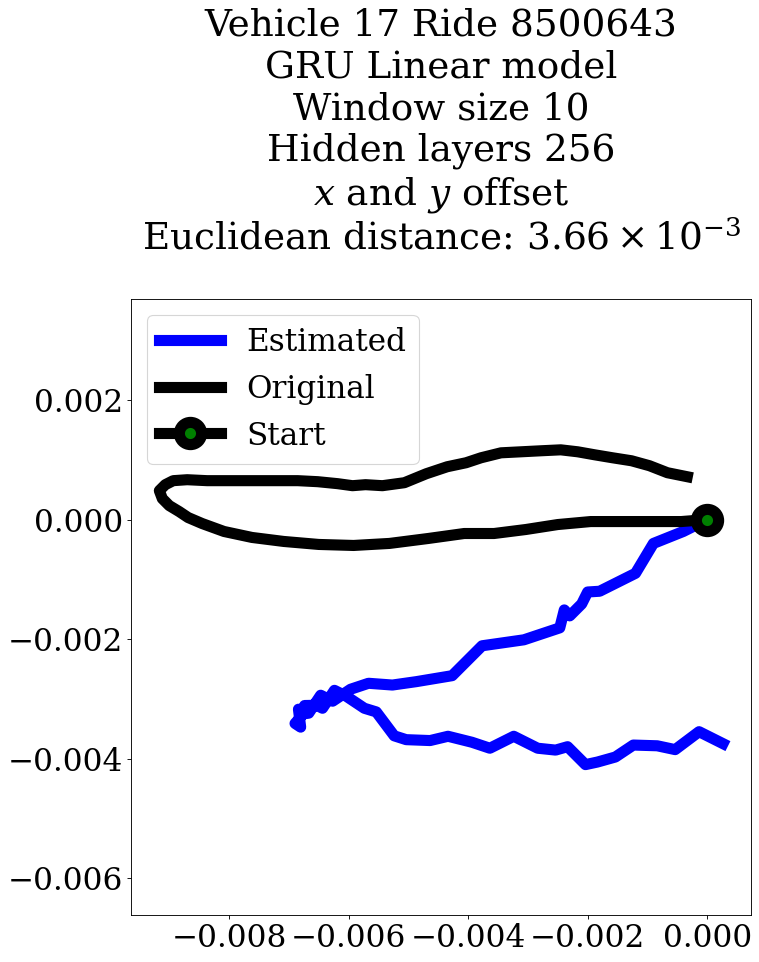 Vehicle 17 Ride 8500643
GRU Linear model
Window size 10
Hidden layers 256
x and y offset
Euclidean distance: 3.66 × 10⁻³
Estimated
Original
Start
0.002
0.000
−0.002
−0.004
−0.006
−0.008 −0.006 −0.004 −0.002 0.000